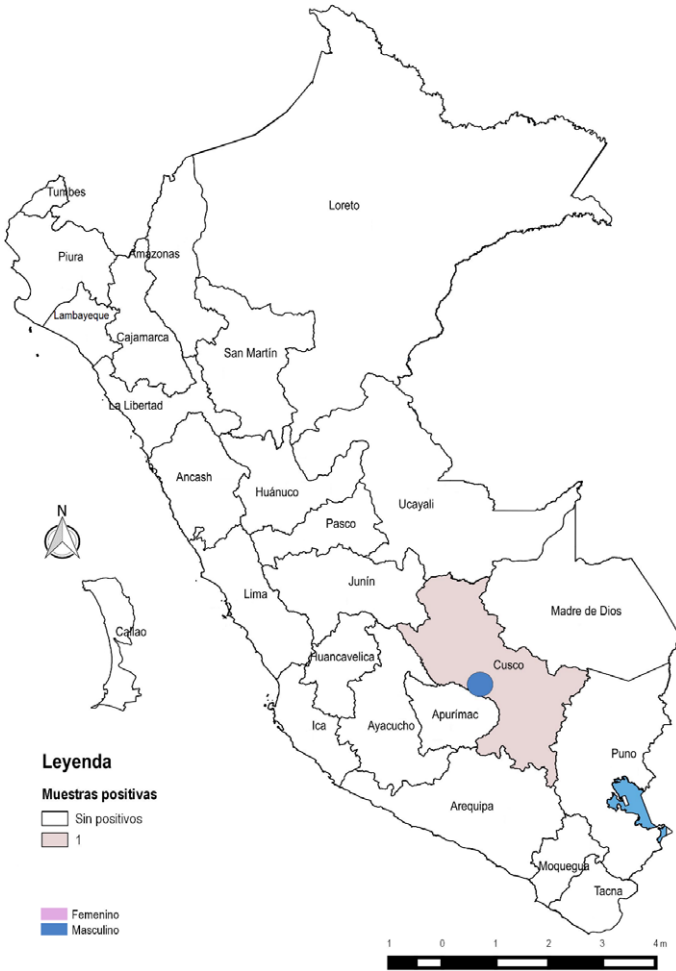 Tumbes
Loreto
Piura
Amazonas
Lambayeque
Cajamarca
San Martín
La Libertad
Ancash
Huánuco
Ucayali
Pasco
N
Junín
Lima
Madre de Dios
Callao
Huancavelica
Cusco
Ica
Ayacucho
Apurímac
Puno
Leyenda
Muestras positivas
Sin positivos
1
Arequipa
Moquegua
Tacna
Femenino
Masculino
1 0 1 2 3 4 m